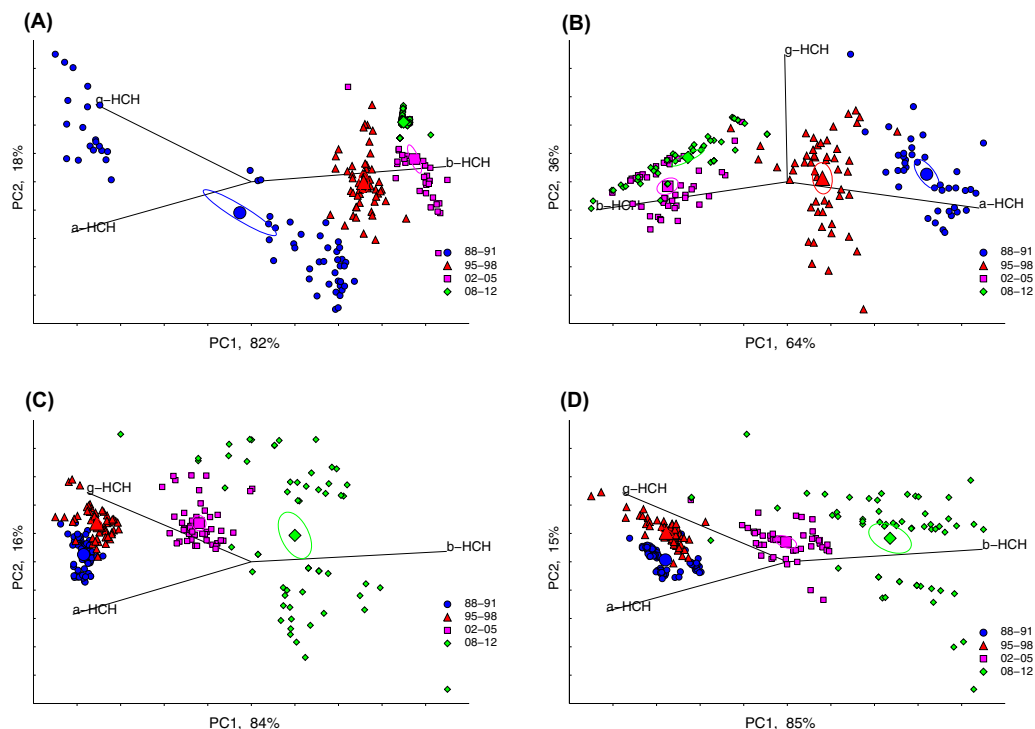 (A)
g−HCH
b−HCH
a−HCH
PC2, 18%
88−91
95−98
02−05
08−12
PC1, 82%
(B)
g−HCH
b−HCH
a−HCH
PC2, 36%
88−91
95−98
02−05
08−12
PC1, 64%
(C)
g−HCH
b−HCH
a−HCH
PC2, 16%
88−91
95−98
02−05
08−12
PC1, 84%
(D)
g−HCH
b−HCH
a−HCH
PC2, 15%
88−91
95−98
02−05
08−12
PC1, 85%